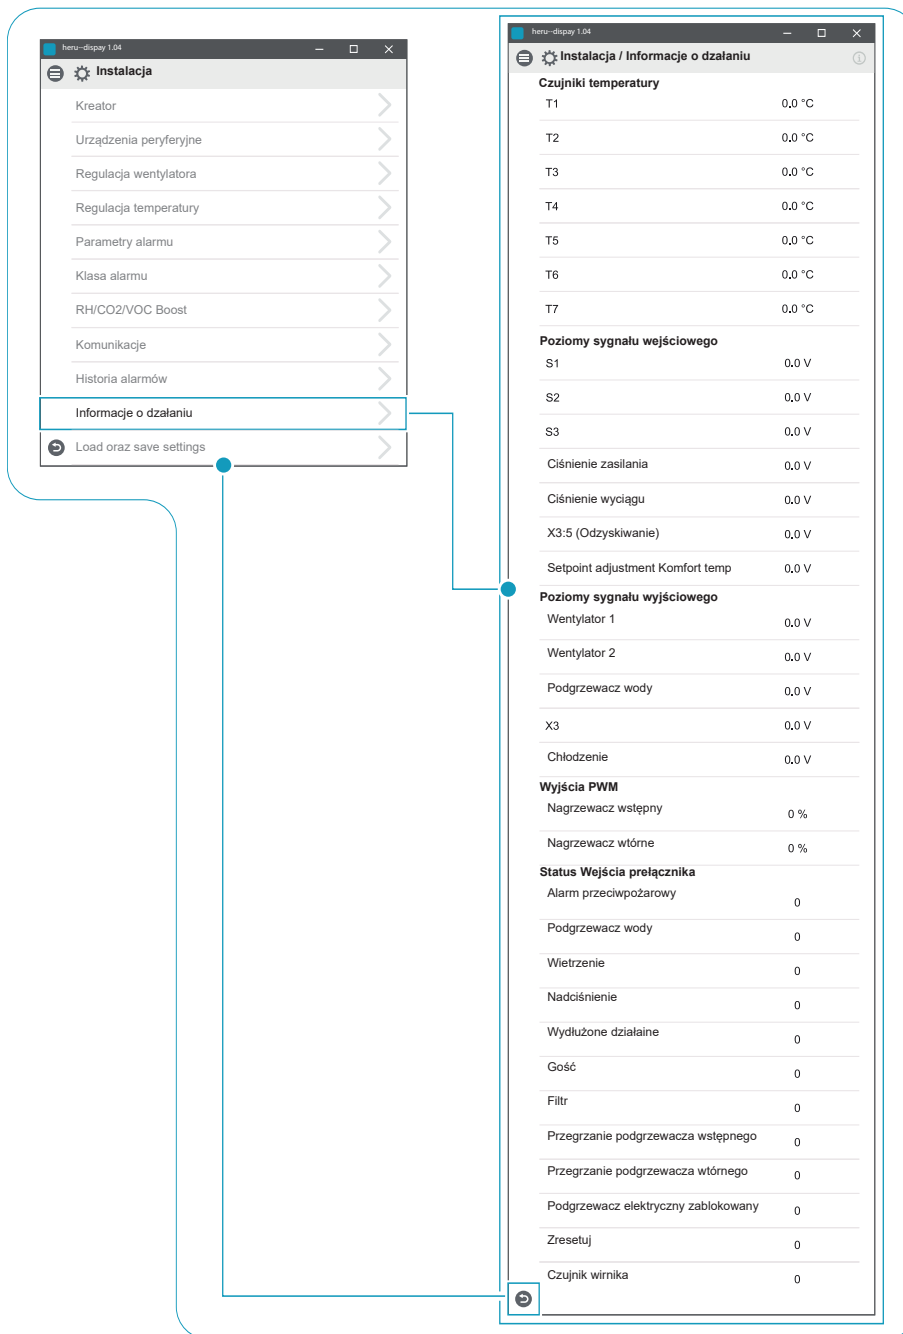 heru--dispay 1.04
Instalacja
Kreator
Urządzenia peryferyjne
Regulacja wentylatora
Regulacja temperatury
Parametry alarmu
Klasa alarmu
RH/CO2/VOC Boost
Komunikacje
Historia alarmów
Informacje o dzałaniu
Load oraz save settings
heru--dispay 1.04
Instalacja / Informacje o dzałaniu
Czujniki temperatury
T1 0.0 °C
T2 0.0 °C
T3 0.0 °C
T4 0.0 °C
T5 0.0 °C
T6 0.0 °C
T7 0.0 °C
Poziomy sygnału wejściowego
S1 0.0 V
S2 0.0 V
S3 0.0 V
Ciśnienie zasilania 0.0 V
Ciśnienie wyciągu 0.0 V
X3:5 (Odzyskiwanie) 0.0 V
Setpoint adjustment Komfort temp 0.0 V
Poziomy sygnału wyjściowego
Wentylator 1 0.0 V
Wentylator 2 0.0 V
Podgrzewacz wody 0.0 V
X3 0.0 V
Chłodzenie 0.0 V
Wyjścia PWM
Nagrzewacz wstępny 0 %
Nagrzewacz wtórne 0 %
Status Wejścia prełącznika
Alarm przeciwpożarowy 0
Podgrzewacz wody 0
Wietrzenie 0
Nadciśnienie 0
Wydłużone działaine 0
Gość 0
Filtr 0
Przegrzanie podgrzewacza wstępnego 0
Przegrzanie podgrzewacza wtórnego 0
Podgrzewacz elektryczny zablokowany 0
Zresetuj 0
Czujnik wirnika 0